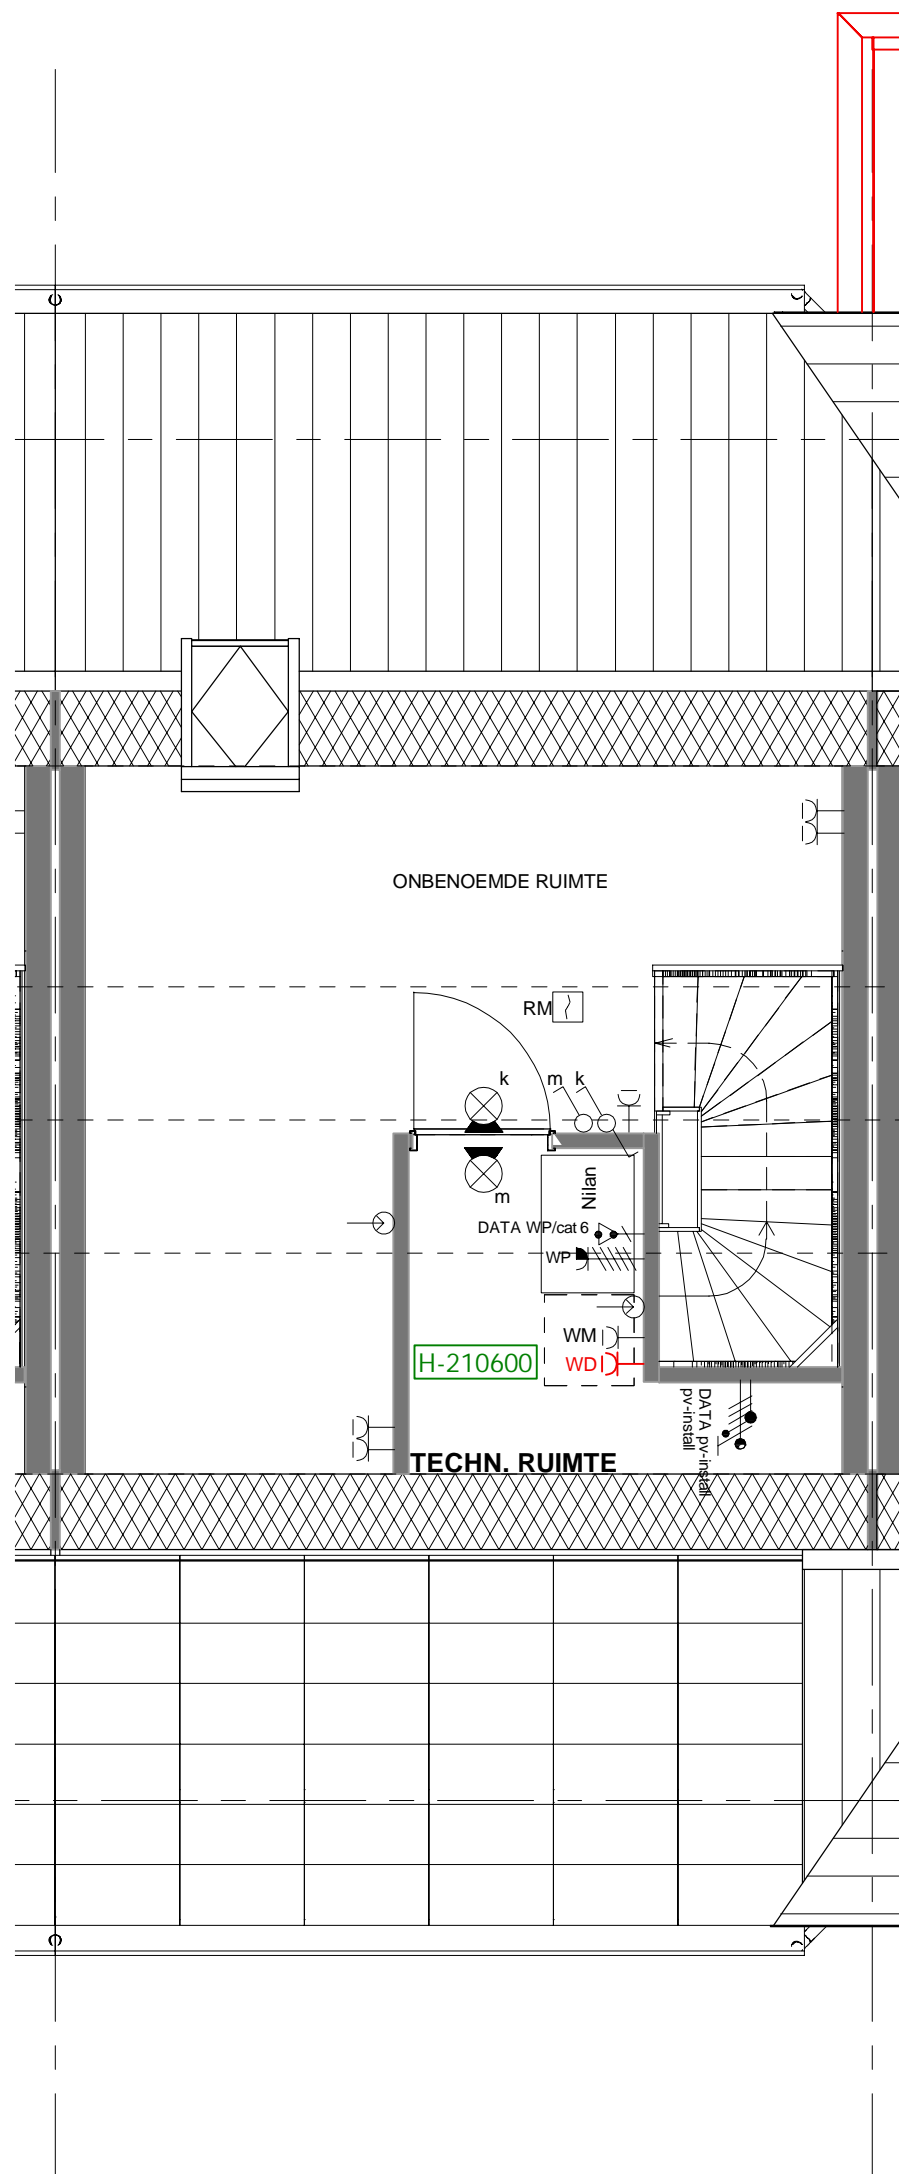 ONBENOEMDE RUIMTE
RM
k
m k
m
Nilan
DATA WP/cat 6
WP
WM
WD
H-210600
DATA pv-install
pv-install
TECHN. RUIMTE